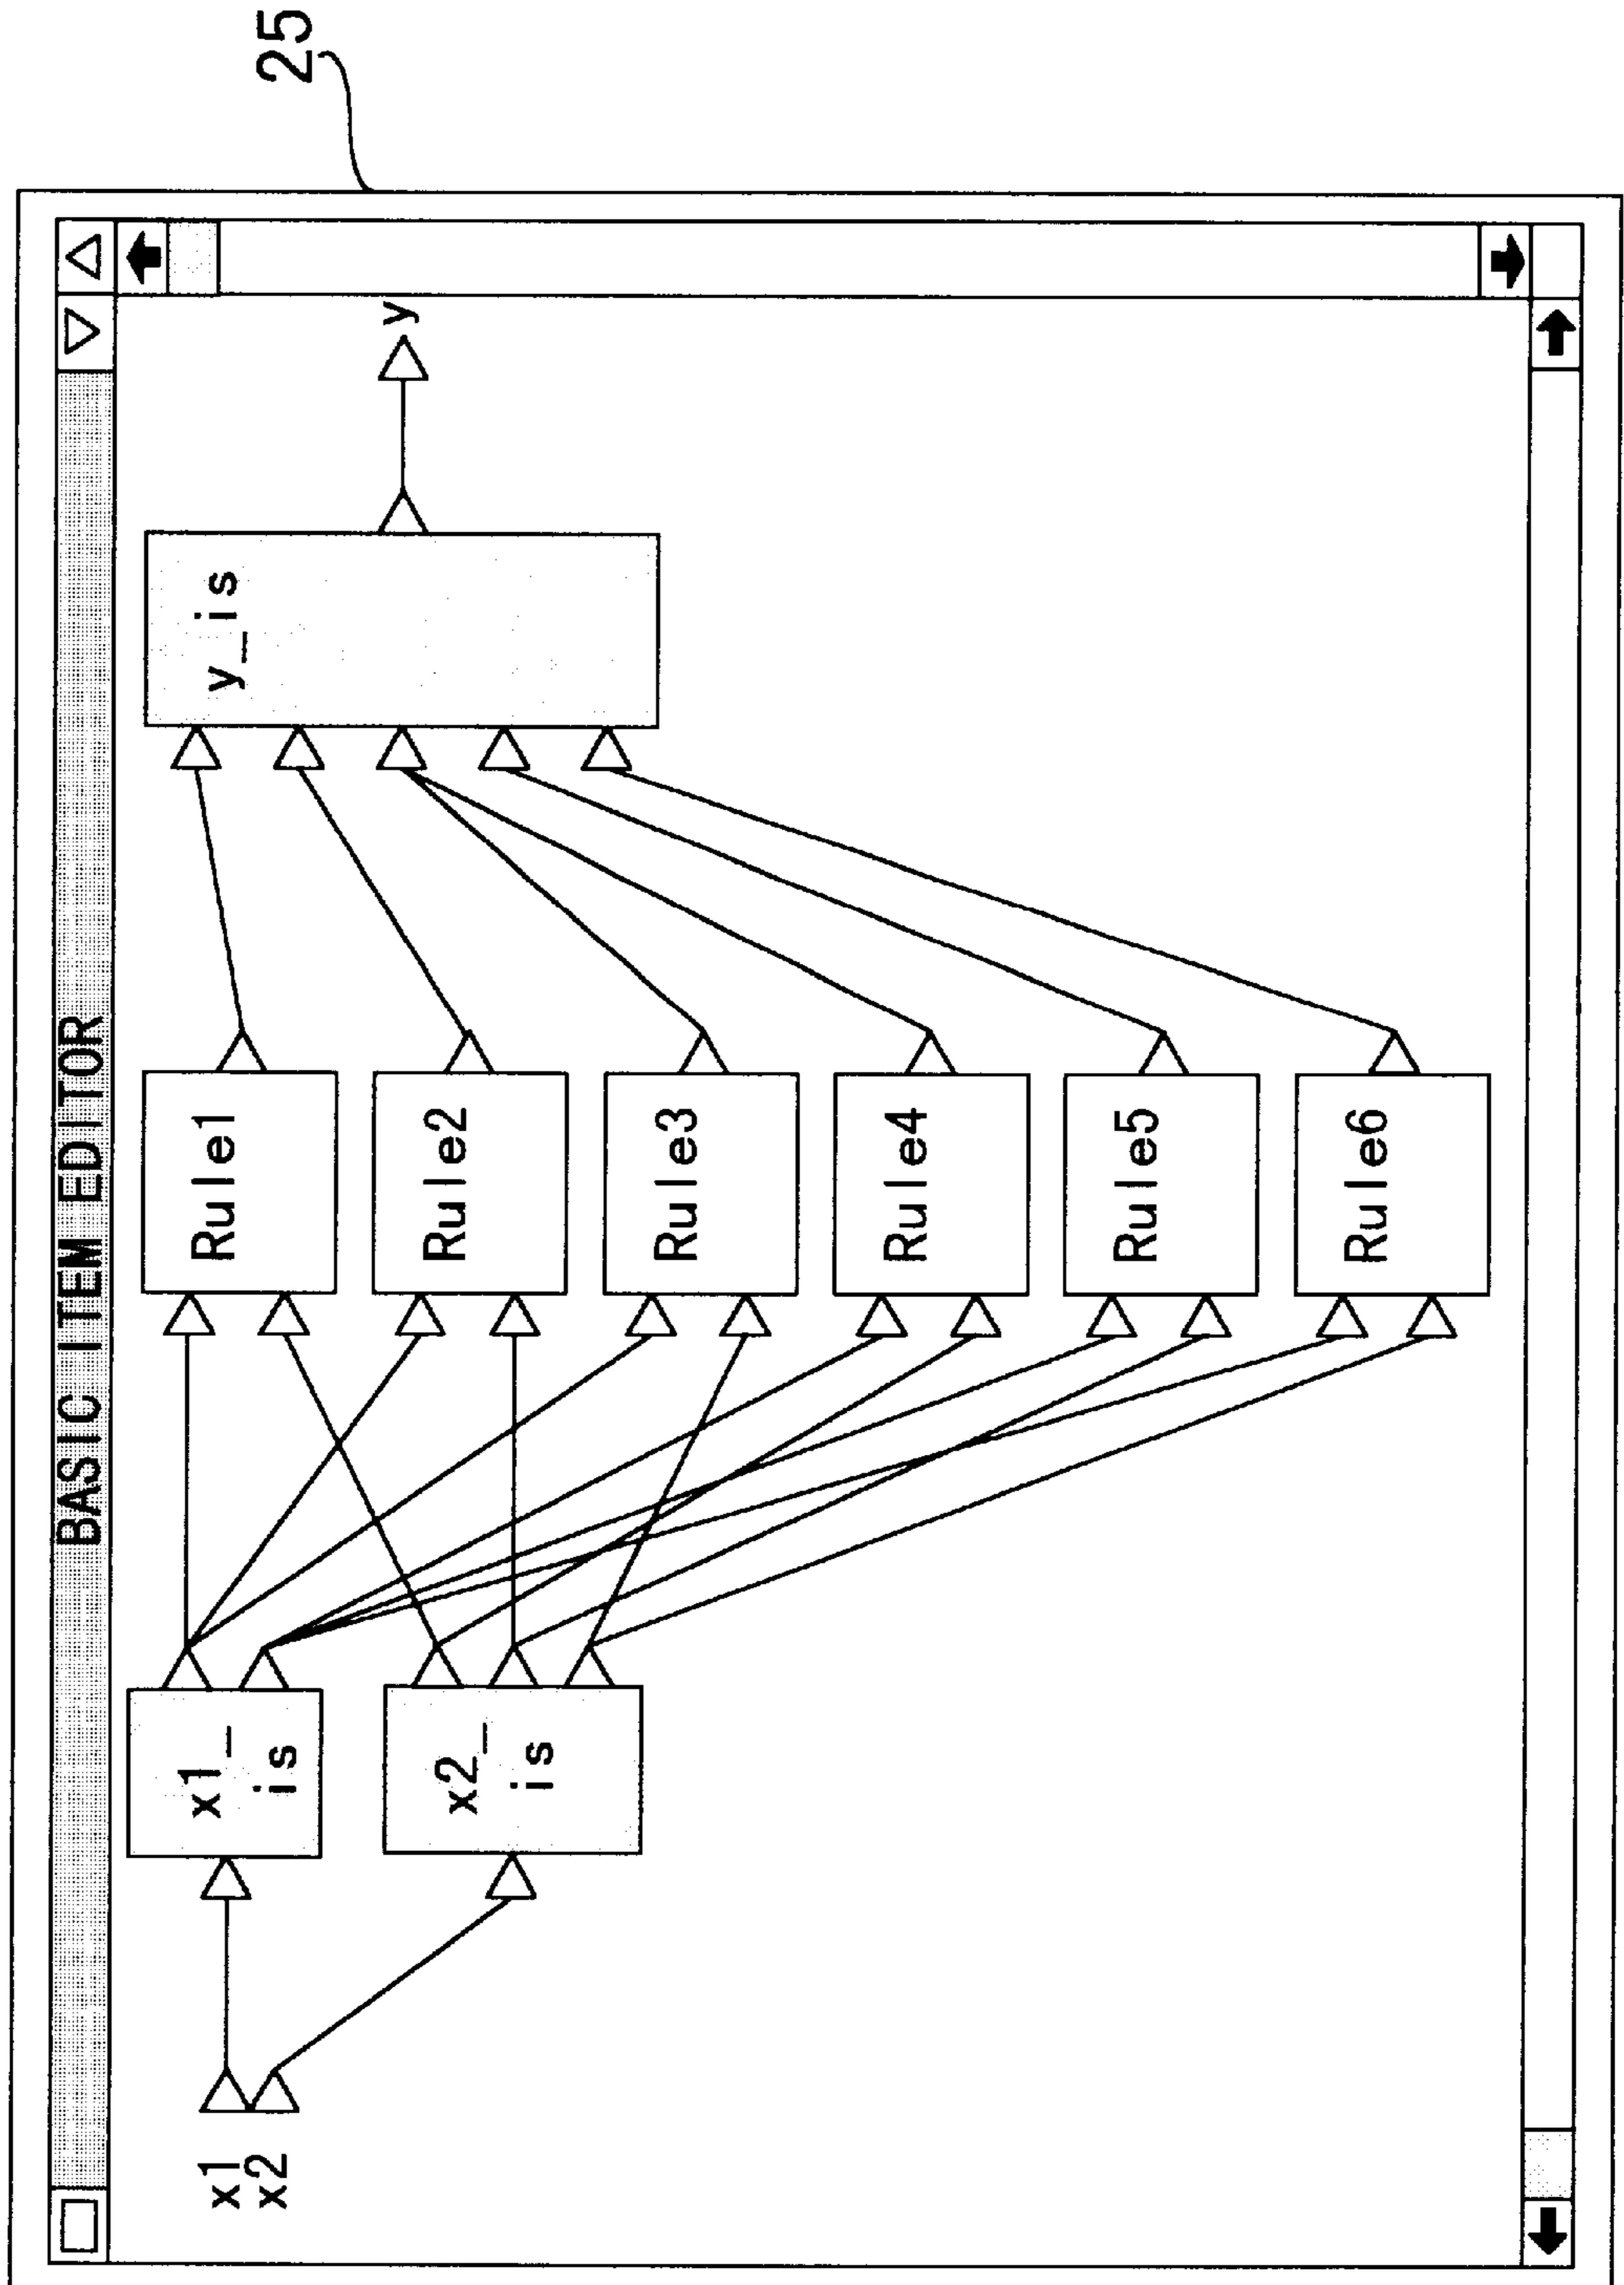 25
BASIC ITEM EDITOR
x1
x2
x1_
is
x2_
is
Rule1
Rule2
Rule3
Rule4
Rule5
Rule6
y_is
y